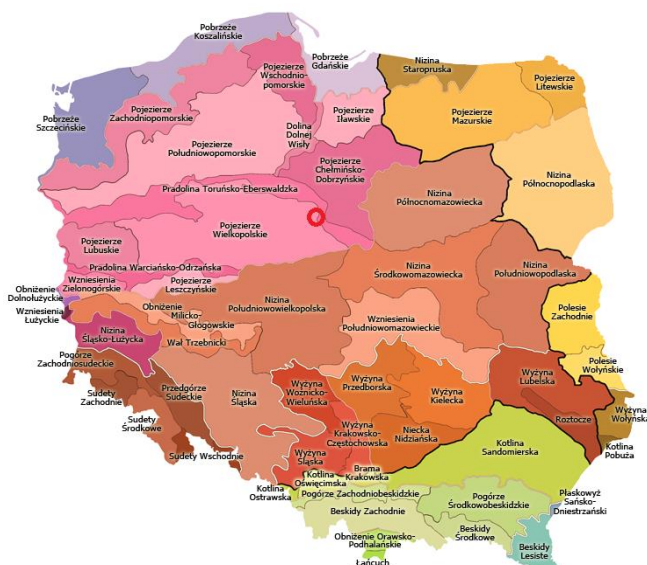 Pobrzeże
Koszalińskie
Pobrzeże
Gdańskie
Nizina
Staropruska
Pojezierze
Litewskie
Pojezierze
Wschodnio-
pomorskie
Pobrzeże
Szczecińskie
Pojezierze
Zachodniopomorskie
Pojezierze
Iławskie
Pojezierze
Mazurskie
Dolina
Dolnej
Wisły
Pojezierze
Południowopomorskie
Pojezierze
Chełmińsko-
Dobrzyńskie
Nizina
Północnopodlaska
Pradolina Toruńsko-Eberswaldzka
Nizina
Północnomazowiecka
Pojezierze
Wielkopolskie
Pojezierze
Lubuskie
Nizina
Środkowomazowiecka
Nizina
Południowopodlaska
Pradolina Warciańsko-Odrzańska
Wzniesienia
Zielonogórskie
Pojezierze
Leszczyńskie
Obniżenie
Dolnołużyckie
Wzniesienia
Łużyckie
Obniżenie
Milicko-
Głogowskie
Nizina
Południowowielkopolska
Wzniesienia
Południowomazowieckie
Polesie
Zachodnie
Nizina
Śląsko-Łużycka
Wał Trzebnicki
Polesie
Wołyńskie
Pogórze
Zachodniosudeckie
Sudety
Zachodnie
Przedgórze
Sudeckie
Nizina
Śląska
Wyżyna
Woźnicko-
Wieluńska
Wyżyna
Przedborska
Wyżyna
Kielecka
Wyżyna
Lubelska
Roztocze
Wyżyna
Wołyńska
Sudety
Środkowe
Wyżyna
Krakowsko-
Częstochowska
Niecka
Nidziańska
Kotlina
Pobuża
Sudety Wschodnie
Wyżyna
Śląska
Kotlina
Sandomierska
Kotlina
Ostrawska
Kotlina
Oświęcimska
Brama
Krakowska
Pogórze Zachodniobeskidzkie
Pogórze
Środkowobeskidzkie
Płaskowyż
Sańsko-
Dniestrzański
Beskidy Zachodnie
Beskidy
Środkowe
Beskidy
Lesiste
Obniżenie Orawsko-
Podhalańskie
Łańcuch